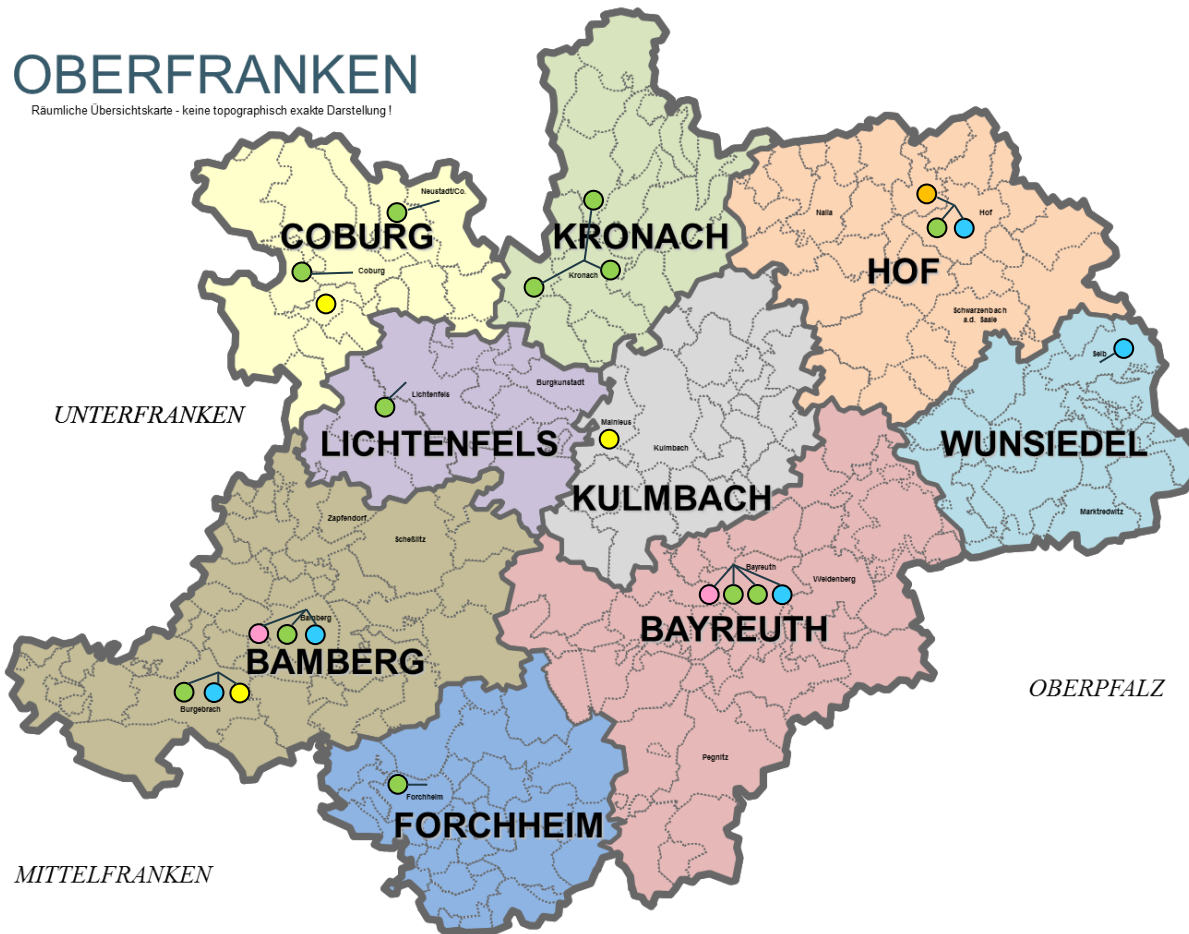 OBERFRANKEN
Räumliche Übersichtskarte - keine topographisch exakte Darstellung !
Neustadt/Co.
COBURG
Coburg
KRONACH
Kronach
Naila
Hof
HOF
Schwarzenbach
a.d. Saale
Selb
UNTERFRANKEN
Lichtenfels
Burgkunstadt
LICHTENFELS
Mainleus
Kulmbach
KULMBACH
WUNSIEDEL
Marktredwitz
Zapfendorf
Scheßlitz
Bayreuth
Weidenberg
BAYREUTH
Bamberg
BAMBERG
Burgebrach
OBERPFALZ
Pegnitz
Forchheim
FORCHHEIM
MITTELFRANKEN